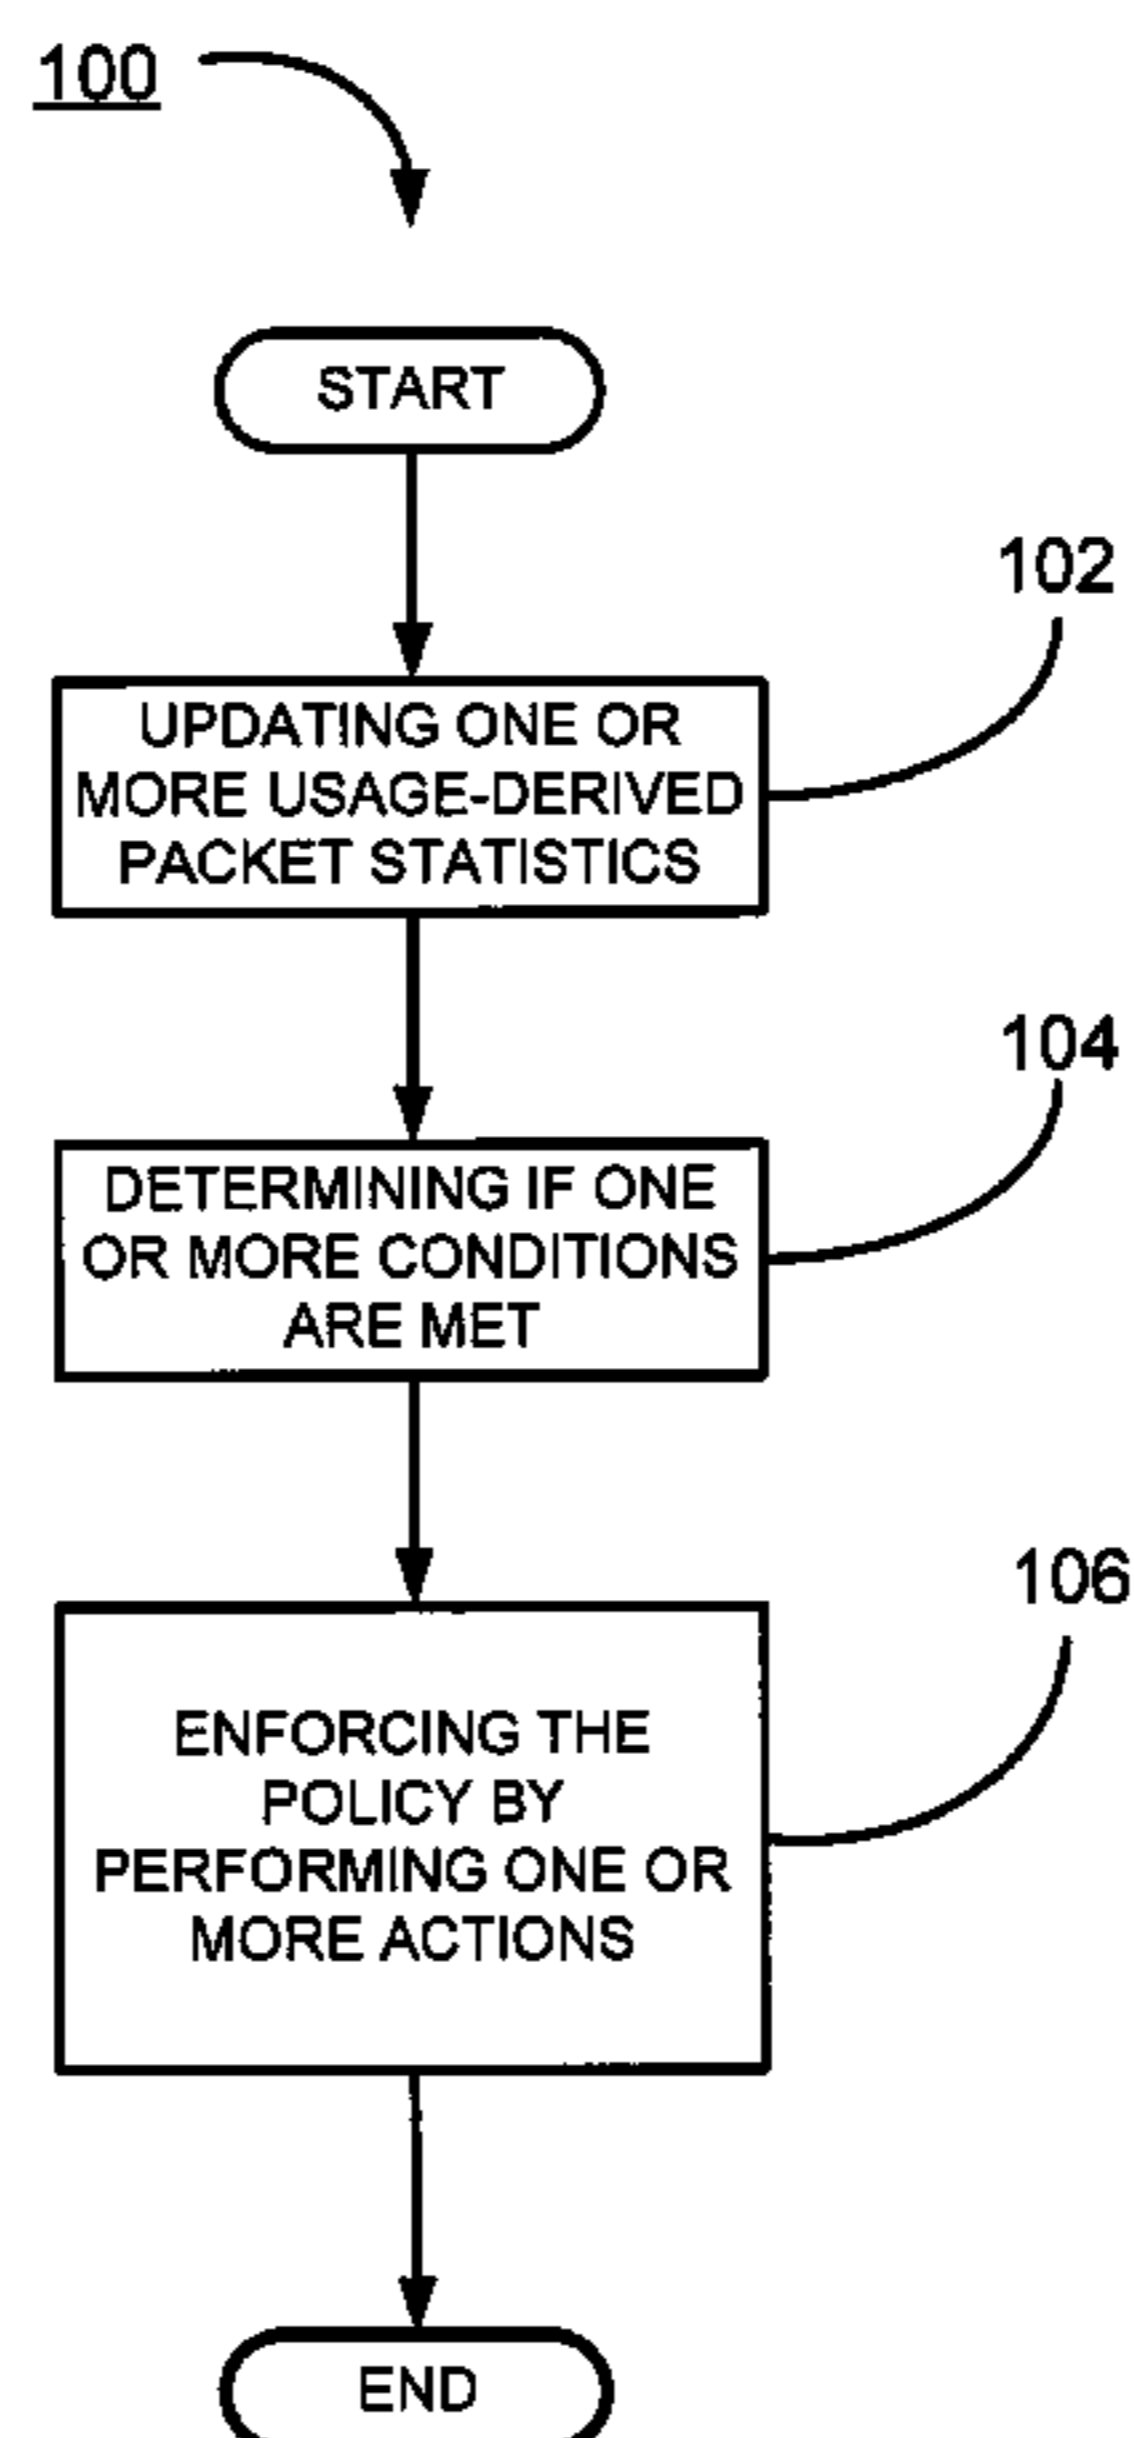 100
START
102
UPDATING ONE OR
MORE USAGE-DERIVED
PACKET STATISTICS
104
DETERMINING IF ONE
OR MORE CONDITIONS
ARE MET
106
ENFORCING THE
POLICY BY
PERFORMING ONE OR
MORE ACTIONS
END